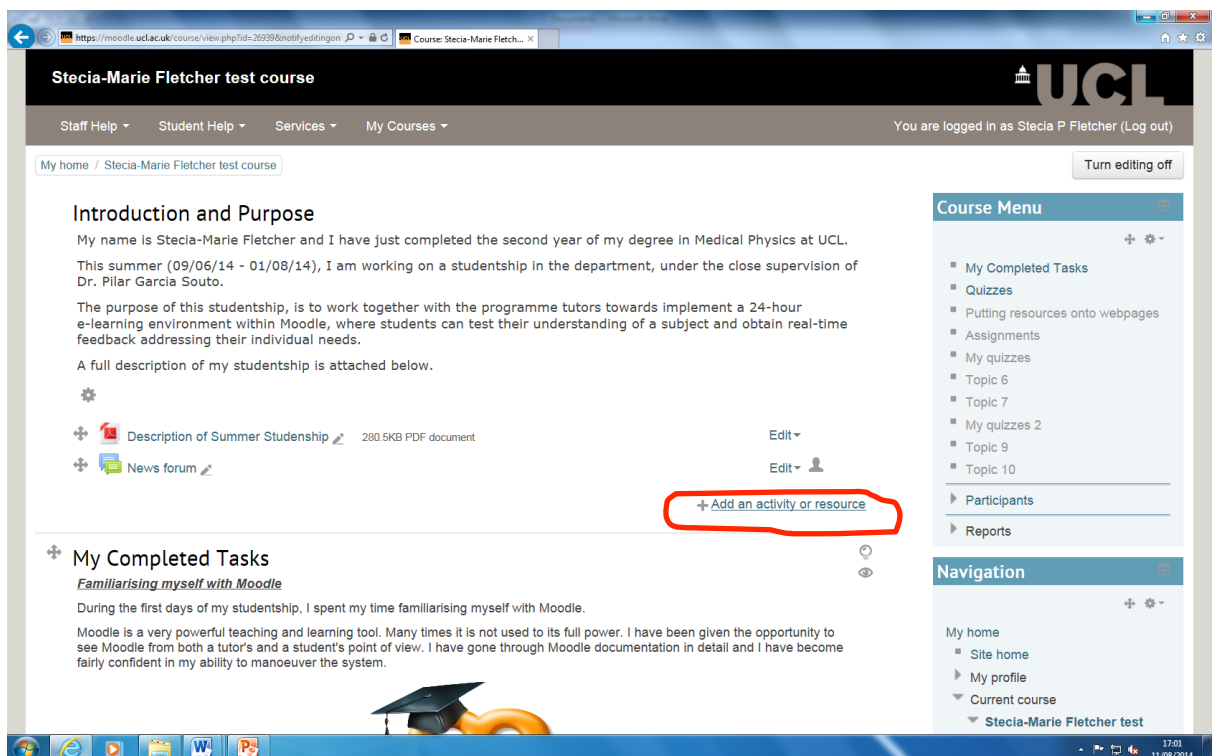 https://moodle.ucl.ac.uk/course/view.php?id=26939&notifyeditingon
Course: Stecia-Marie Fletch...
Stecia-Marie Fletcher test course
UCL
Staff Help
Student Help
Services
My Courses
You are logged in as Stecia P Fletcher (Log out)
My home / Stecia-Marie Fletcher test course
Turn editing off
Introduction and Purpose
My name is Stecia-Marie Fletcher and I have just completed the second year of my degree in Medical Physics at UCL.
This summer (09/06/14 - 01/08/14), I am working on a studentship in the department, under the close supervision of
Dr. Pilar Garcia Souto.
The purpose of this studentship, is to work together with the programme tutors towards implement a 24-hour
e-learning environment within Moodle, where students can test their understanding of a subject and obtain real-time
feedback addressing their individual needs.
A full description of my studentship is attached below.
Description of Summer Studenship 280.5KB PDF document Edit
News forum Edit
Add an activity or resource
My Completed Tasks
Familiarising myself with Moodle
During the first days of my studentship, I spent my time familiarising myself with Moodle.
Moodle is a very powerful teaching and learning tool. Many times it is not used to its full power. I have been given the opportunity to
see Moodle from both a tutor's and a student's point of view. I have gone through Moodle documentation in detail and I have become
fairly confident in my ability to manoeuver the system.
Course Menu
My Completed Tasks
Quizzes
Putting resources onto webpages
Assignments
My quizzes
Topic 6
Topic 7
My quizzes 2
Topic 9
Topic 10
Participants
Reports
Navigation
My home
Site home
My profile
Current course
Stecia-Marie Fletcher test
17:01
11/08/2014